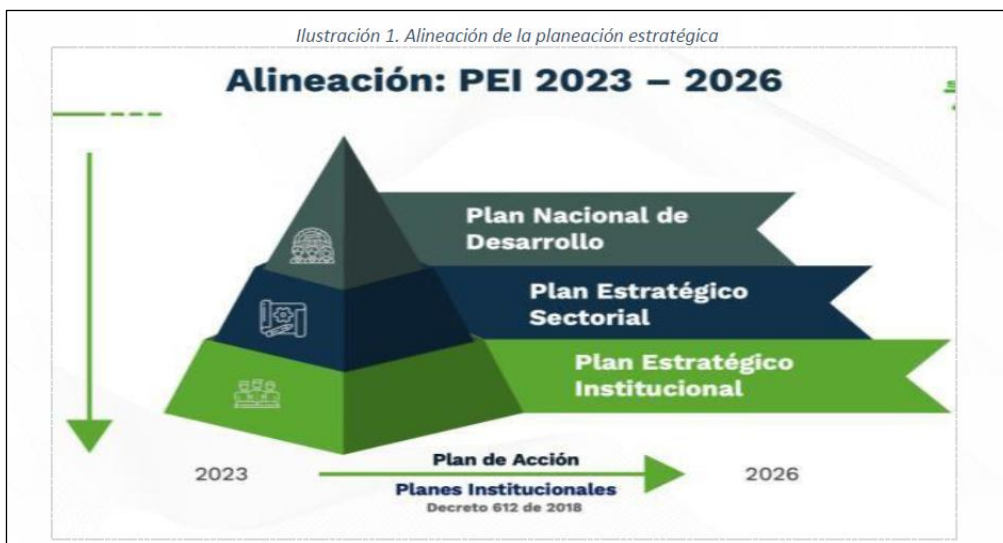 Ilustración 1. Alineación de la planeación estratégica
Alineación: PEI 2023 – 2026
Plan Nacional de
Desarrollo
Plan Estratégico
Sectorial
Plan Estratégico
Institucional
2023
Plan de Acción
2026
Planes Institucionales
Decreto 612 de 2018